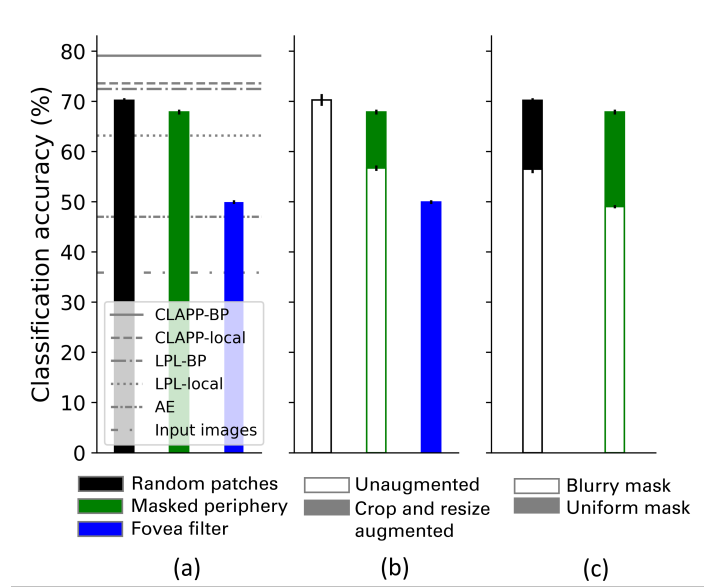 Classification accuracy (%)
80
70
60
50
40
30
20
10
0
CLAPP-BP
CLAPP-local
LPL-BP
LPL-local
AE
Input images
Random patches
Masked periphery
Fovea filter
Unaugmented
Crop and resize
augmented
Blurry mask
Uniform mask
(a)
(b)
(c)